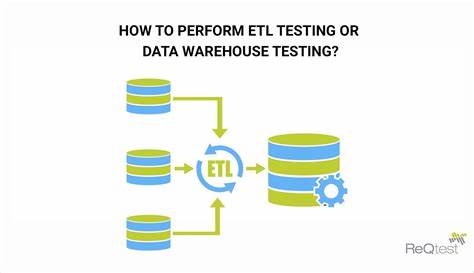 HOW TO PERFORM ETL TESTING OR
DATA WAREHOUSE TESTING?
ETL
ReQtest